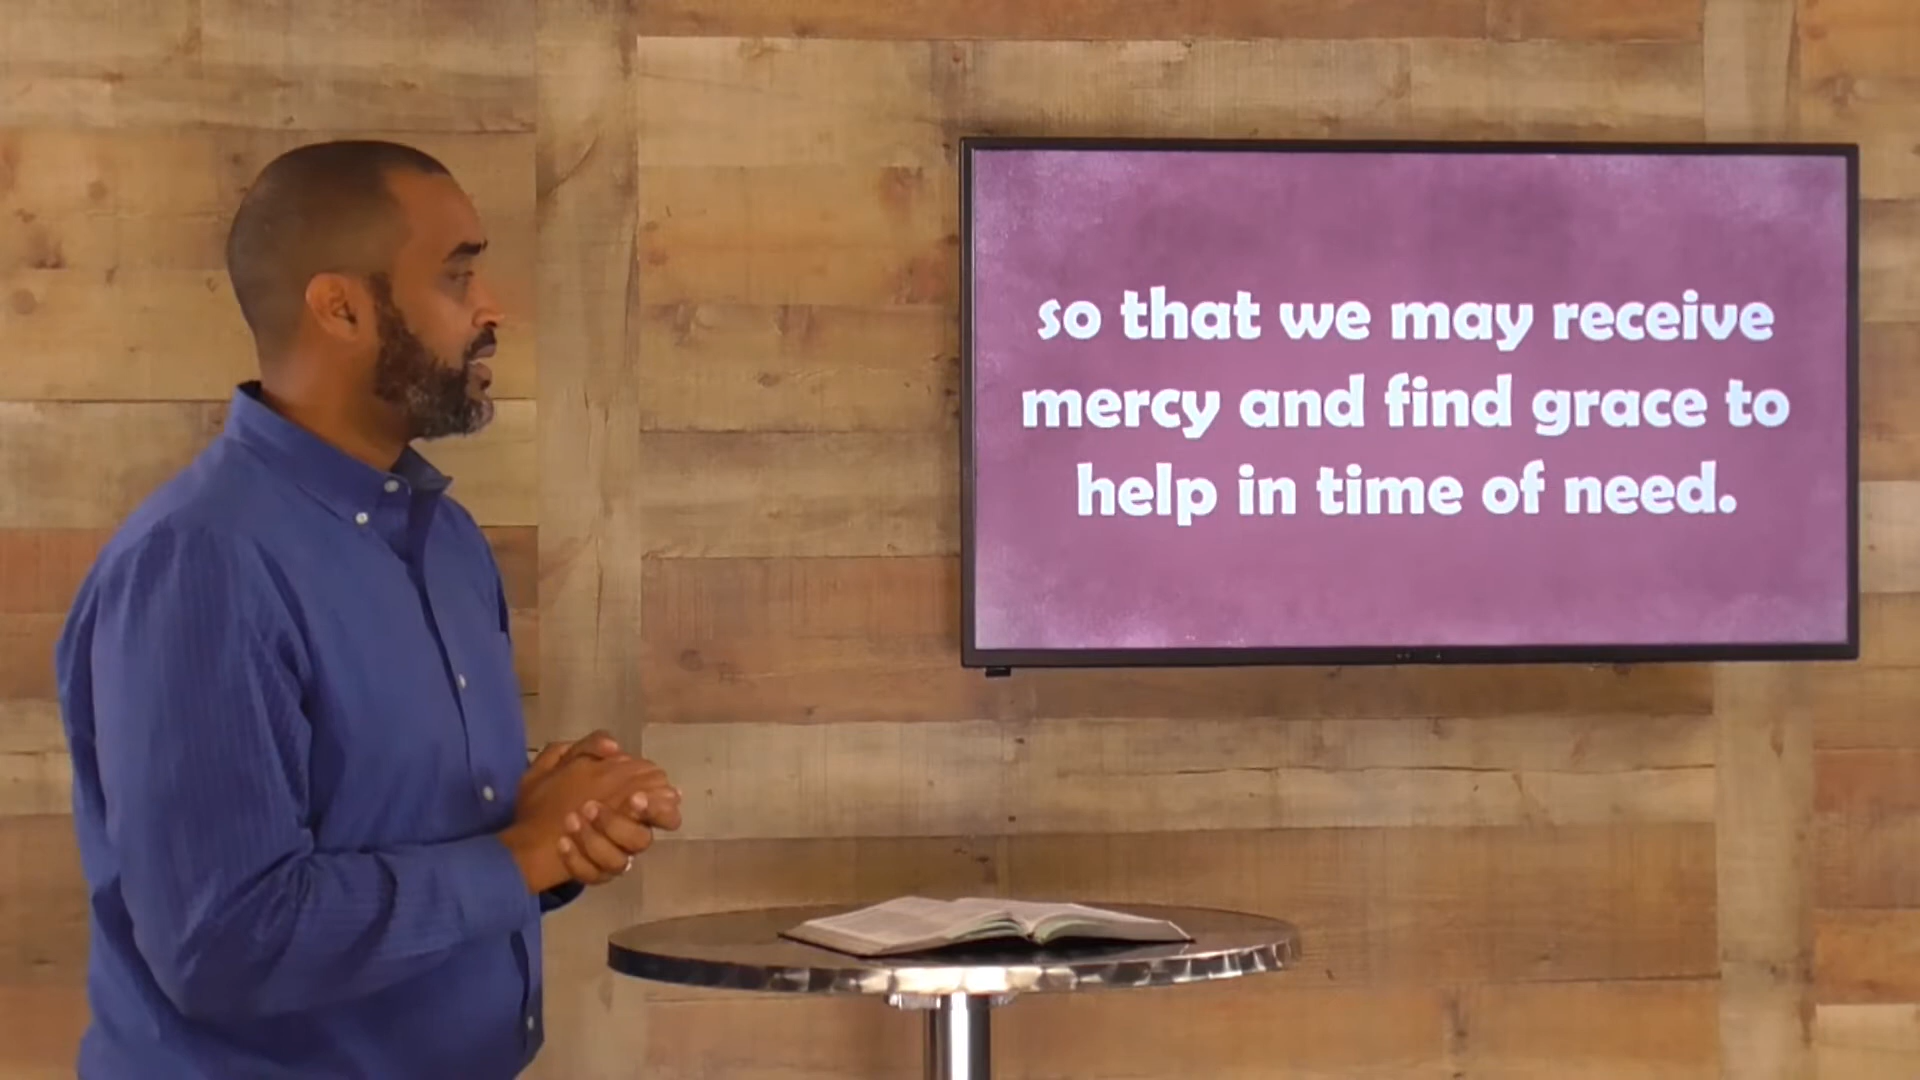 so that we may receive
mercy and find grace to
help in time of need.